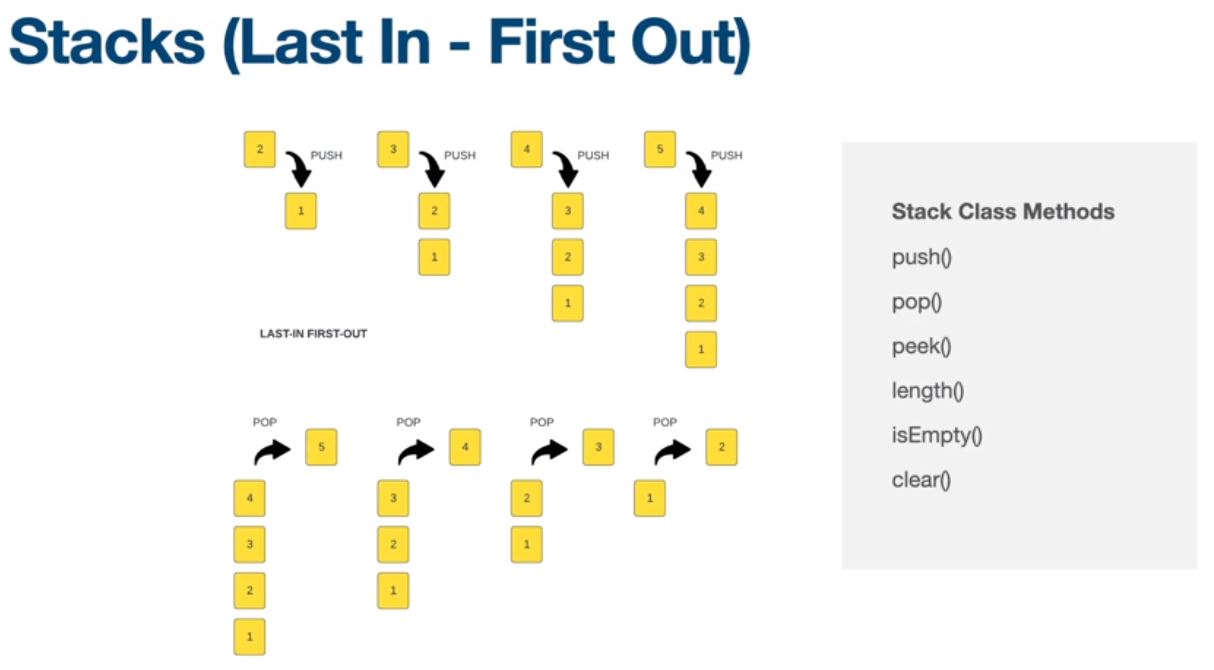 Stacks (Last In - First Out)
2 PUSH 3 PUSH 4 PUSH 5 PUSH
1 2 3 4
1 2 3
1 2
1
LAST-IN FIRST-OUT
POP POP POP POP
5 4 3 2
4 3 2 1
3 2 1
2 1
1
Stack Class Methods
push()
pop()
peek()
length()
isEmpty()
clear()